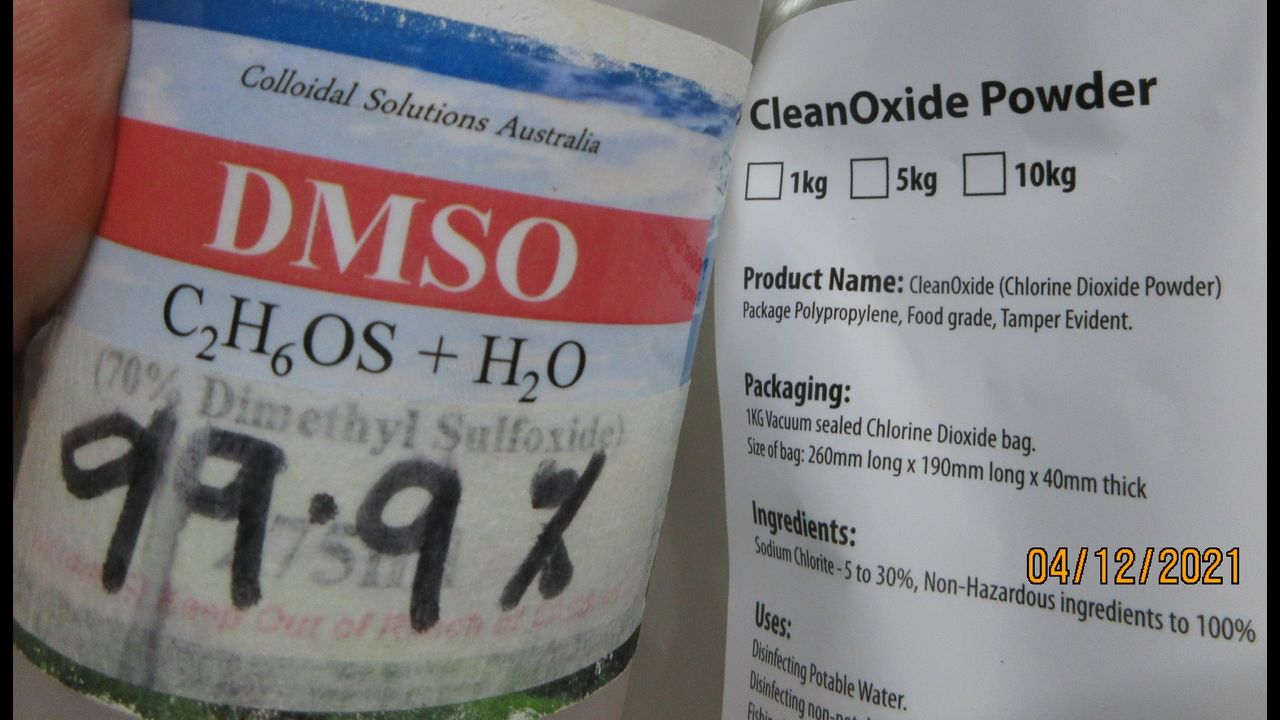 Colloidal Solutions Australia
DMSO
C₂H₆OS + H₂O
(70% Dimethyl Sulfoxide)
99.9%
Keep Out of Reach of
CleanOxide Powder
1kg 5kg 10kg
Product Name: CleanOxide (Chlorine Dioxide Powder)
Package Polypropylene, Food grade, Tamper Evident.
Packaging:
1KG Vacuum sealed Chlorine Dioxide bag.
Size of bag: 260mm long x 190mm long x 40mm thick
Ingredients:
Sodium Chlorite - 5 to 30%, Non-Hazardous ingredients to 100%
04/12/2021
Uses:
Disinfecting Potable Water.
Disinfecting